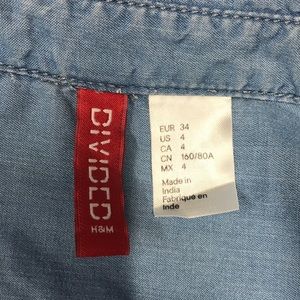 DIVIDED
H&M
EUR 34
US 4
CA 4
CN 160/80A
MX 4
Made in
India
Fabriqué en
Inde